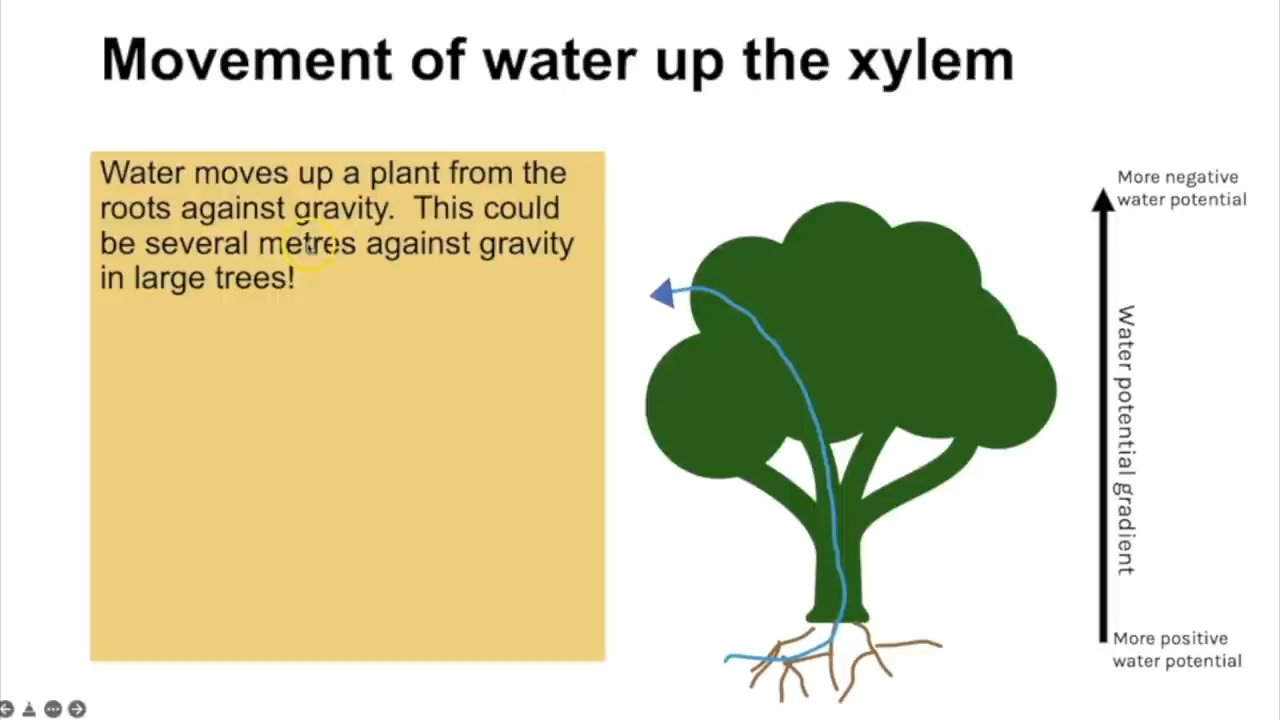 Movement of water up the xylem
Water moves up a plant from the
roots against gravity.  This could
be several metres against gravity
in large trees!
More negative
water potential
Water potential gradient
More positive
water potential